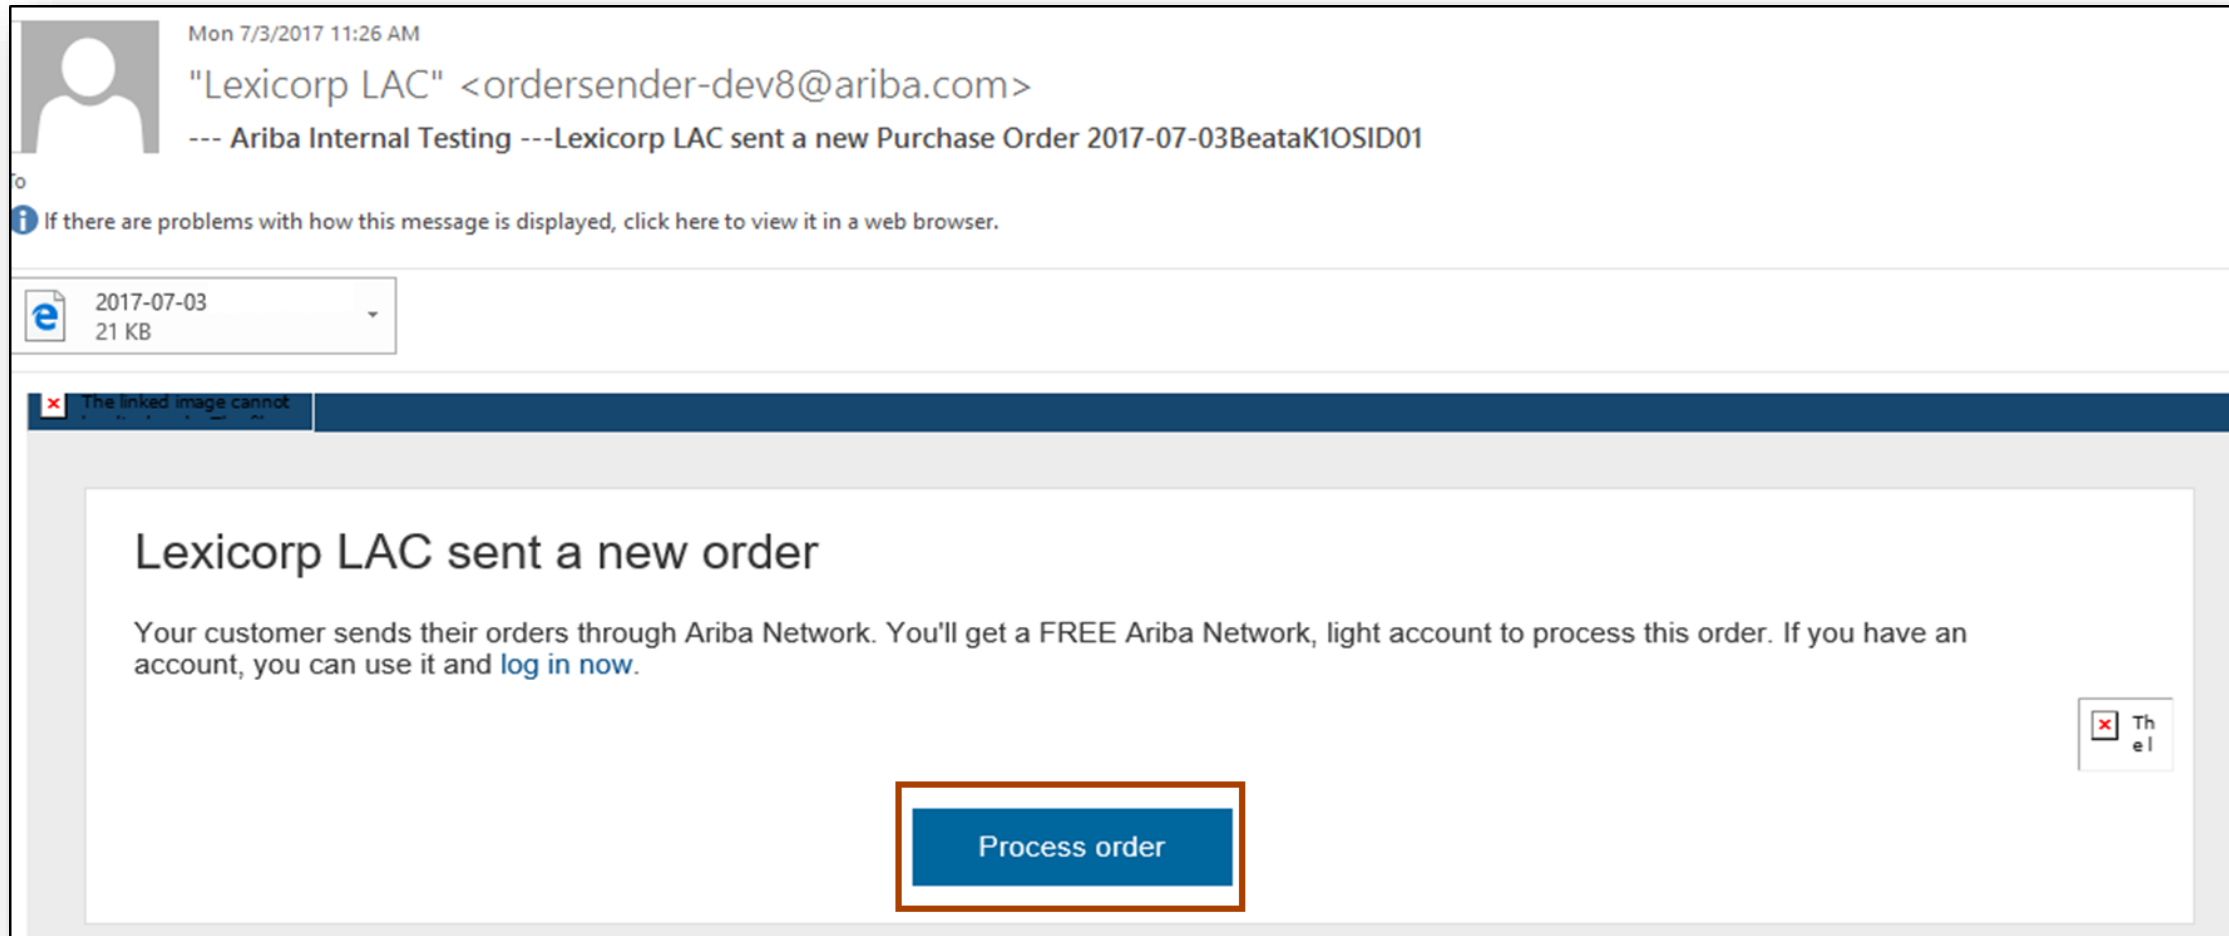 Mon 7/3/2017 11:26 AM
"Lexicorp LAC" <ordersender-dev8@ariba.com>
--- Ariba Internal Testing ---Lexicorp LAC sent a new Purchase Order 2017-07-03BeataK1OSID01
To
If there are problems with how this message is displayed, click here to view it in a web browser.
2017-07-03
21 KB
The linked image cannot
Lexicorp LAC sent a new order
Your customer sends their orders through Ariba Network. You'll get a FREE Ariba Network, light account to process this order. If you have an
account, you can use it and log in now.
Th
e l
Process order